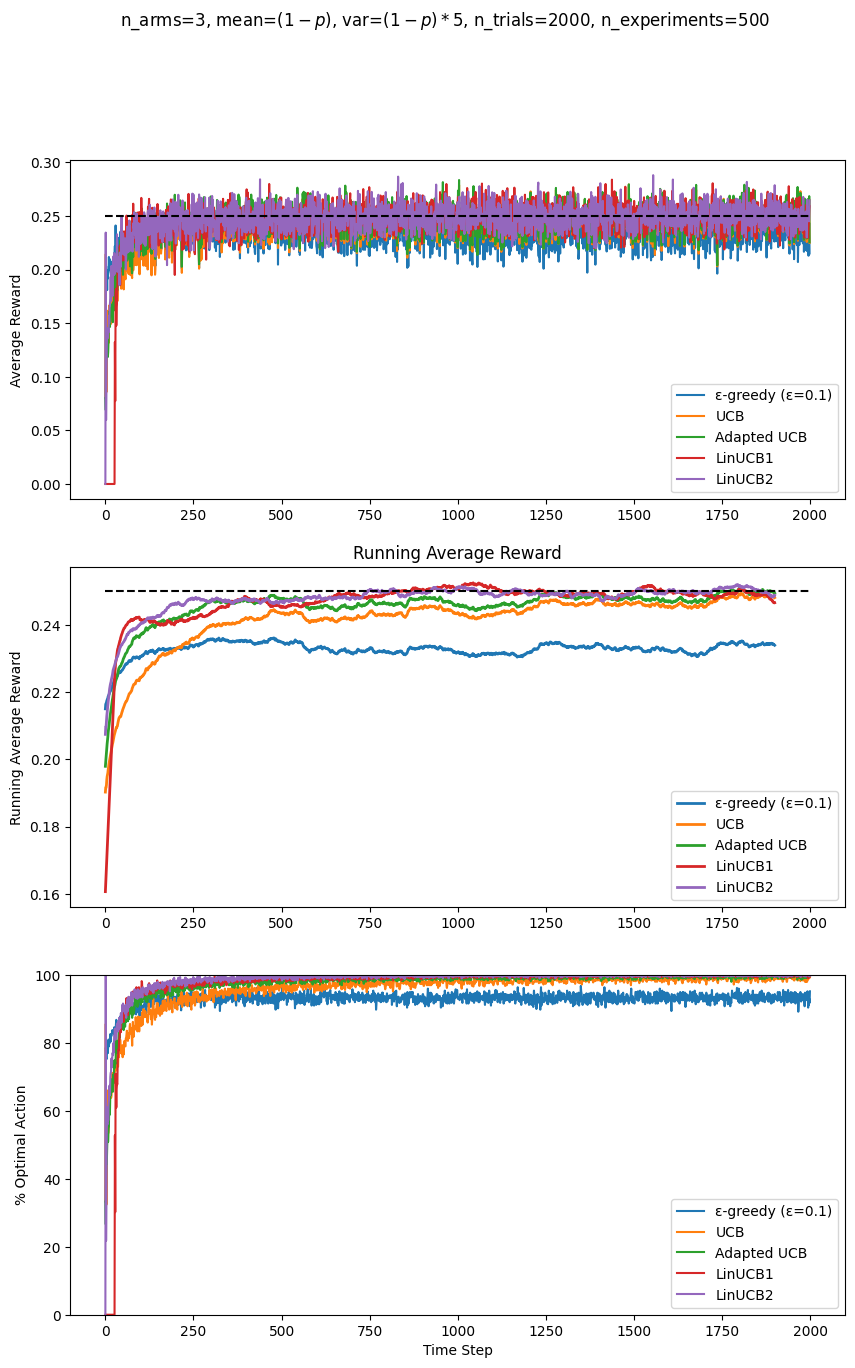 n_arms=3, mean=(1 − p), var=(1 − p) * 5, n_trials=2000, n_experiments=500
0.30
0.25
0.20
0.15
0.10
0.05
0.00
Average Reward
ε-greedy (ε=0.1)
UCB
Adapted UCB
LinUCB1
LinUCB2
0 250 500 750 1000 1250 1500 1750 2000
Running Average Reward
0.24
0.22
0.20
0.18
0.16
Running Average Reward
ε-greedy (ε=0.1)
UCB
Adapted UCB
LinUCB1
LinUCB2
0 250 500 750 1000 1250 1500 1750 2000
100
80
60
40
20
0
% Optimal Action
ε-greedy (ε=0.1)
UCB
Adapted UCB
LinUCB1
LinUCB2
0 250 500 750 1000 1250 1500 1750 2000
Time Step